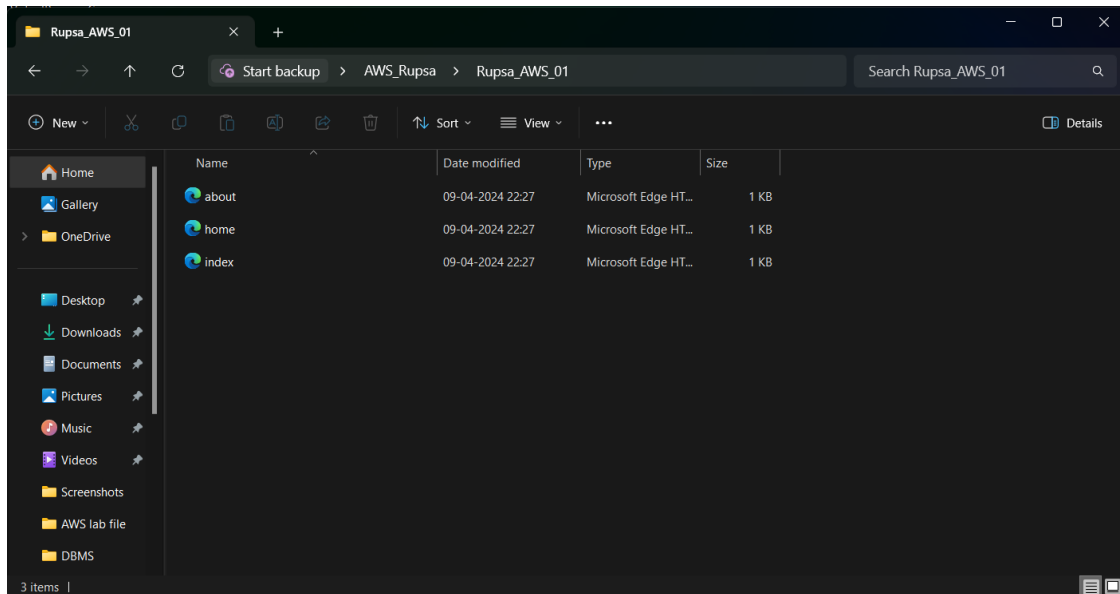 Rupsa_AWS_01
Start backup > AWS_Rupsa > Rupsa_AWS_01
Search Rupsa_AWS_01
New Sort View ... Details
Name Date modified Type Size
about 09-04-2024 22:27 Microsoft Edge HT... 1 KB
home 09-04-2024 22:27 Microsoft Edge HT... 1 KB
index 09-04-2024 22:27 Microsoft Edge HT... 1 KB
Home
Gallery
OneDrive
Desktop
Downloads
Documents
Pictures
Music
Videos
Screenshots
AWS lab file
DBMS
3 items